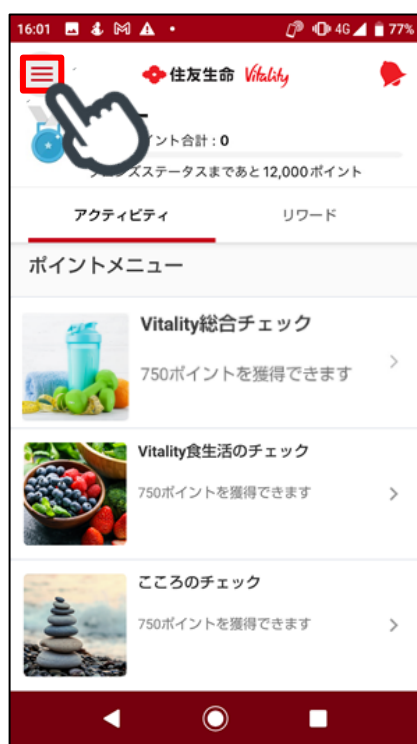 16:01 4G 77%
住友生命 Vitality
イント合計：0
ズステータスまであと12,000ポイント
アクティビティ リワード
ポイントメニュー
Vitality総合チェック
750ポイントを獲得できます
Vitality食生活のチェック
750ポイントを獲得できます
こころのチェック
750ポイントを獲得できます